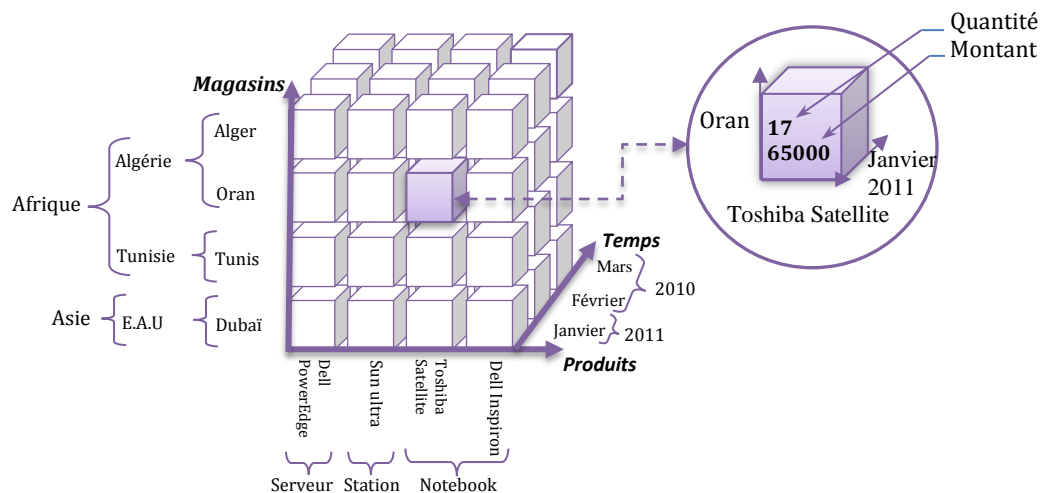 Magasins
Afrique
Algérie
Alger
Oran
Tunisie
Tunis
Asie
E.A.U
Dubaï
Temps
Mars
Février
2010
Janvier
2011
Produits
Dell
PowerEdge
Sun ultra
Toshiba
Satellite
Dell Inspiron
Serveur
Station
Notebook
Quantité
Montant
Oran
17
65000
Janvier
2011
Toshiba Satellite